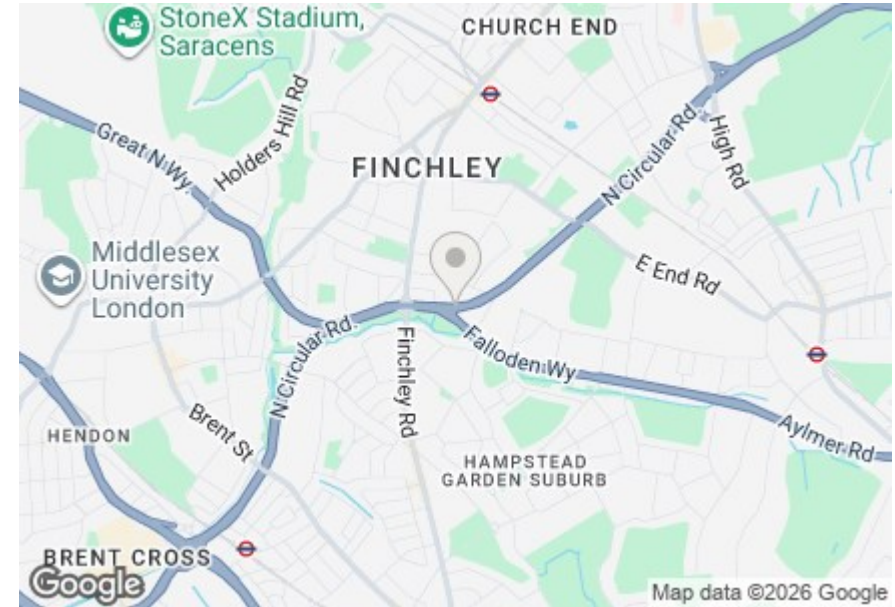 StoneX Stadium,
Saracens
CHURCH END
Great N Wy.
Holders Hill Rd
FINCHLEY
N Circular Rd.
High Rd
Middlesex
University
London
E End Rd
N Circular Rd.
Finchley Rd
Falloden Wy
Aylmer Rd
HENDON
Brent St
HAMPSTEAD
GARDEN SUBURB
BRENT CROSS
Google
Map data ©2026 Google